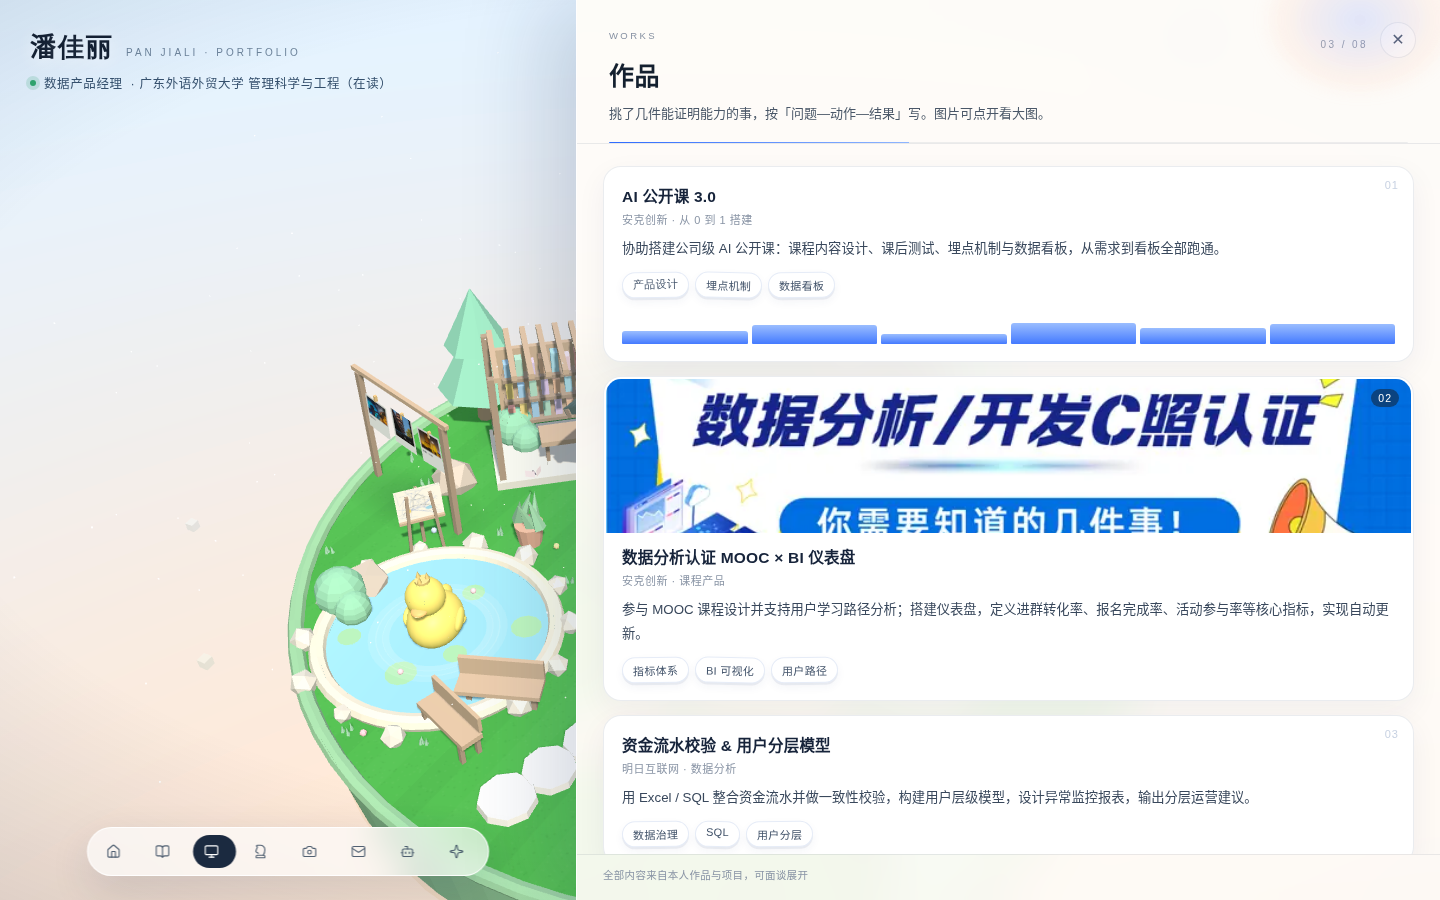 潘佳丽 PAN JIALI · PORTFOLIO
数据产品经理 · 广东外语外贸大学 管理科学与工程（在读）
WORKS
03 / 08
作品
挑了几件能证明能力的事，按「问题—动作—结果」写。图片可点开看大图。
01
AI 公开课 3.0
安克创新 · 从 0 到 1 搭建
协助搭建公司级 AI 公开课：课程内容设计、课后测试、埋点机制与数据看板，从需求到看板全部跑通。
产品设计 埋点机制 数据看板
02
数据分析/开发C照认证
你需要知道的几件事！
数据分析认证 MOOC × BI 仪表盘
安克创新 · 课程产品
参与 MOOC 课程设计并支持用户学习路径分析；搭建仪表盘，定义进群转化率、报名完成率、活动参与率等核心指标，实现自动更
新。
指标体系 BI 可视化 用户路径
03
资金流水校验 & 用户分层模型
明日互联网 · 数据分析
用 Excel / SQL 整合资金流水并做一致性校验，构建用户层级模型，设计异常监控报表，输出分层运营建议。
数据治理 SQL 用户分层
全部内容来自本人作品与项目，可面谈展开